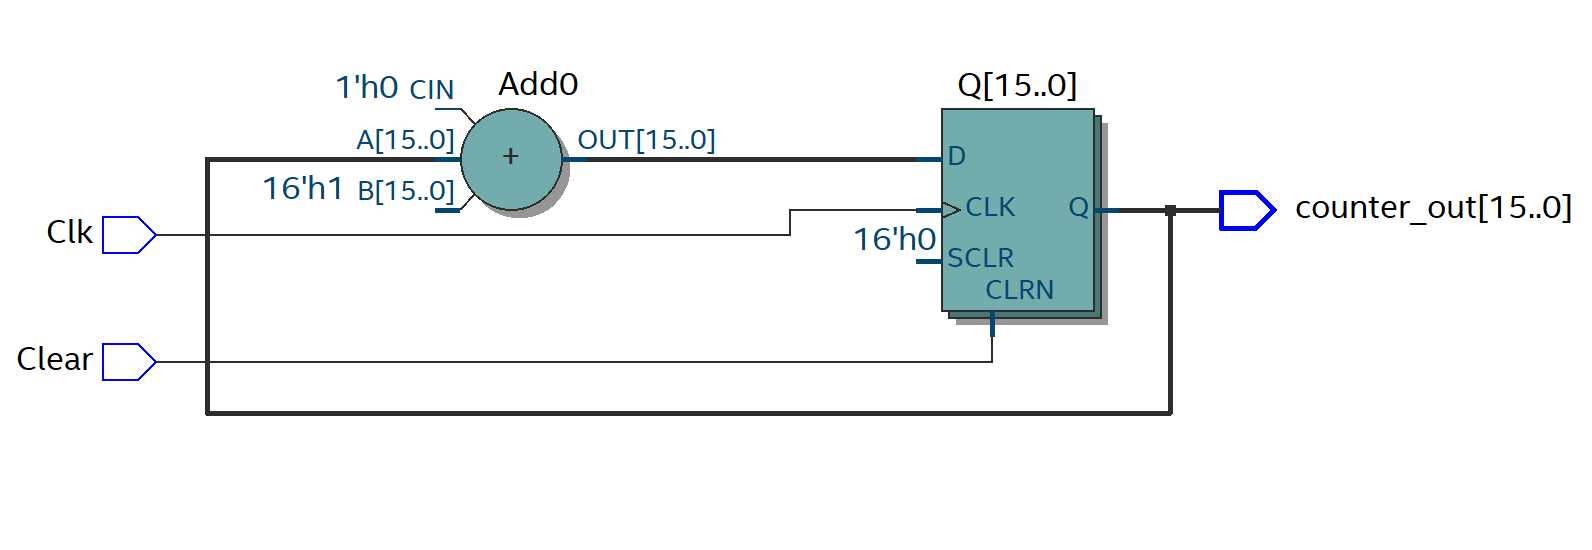 1'h0 CIN
Add0
A[15..0]
+
OUT[15..0]
16'h1 B[15..0]
Q[15..0]
D
CLK
Q
16'h0
SCLR
CLRN
Clk
Clear
counter_out[15..0]